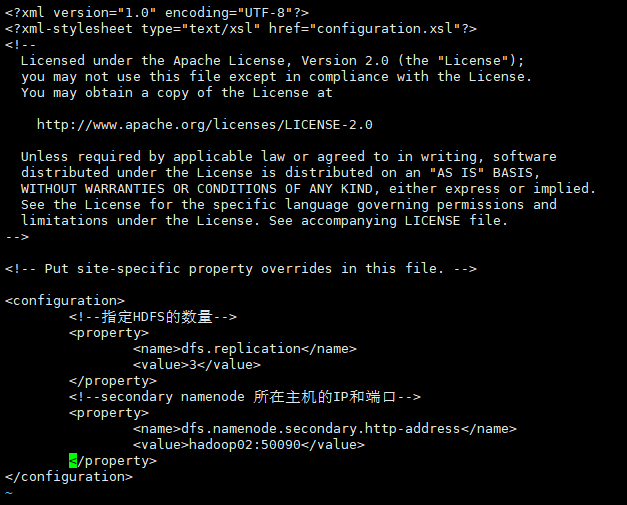 <?xml version="1.0" encoding="UTF-8"?>
<?xml-stylesheet type="text/xsl" href="configuration.xsl"?>
<!--
  Licensed under the Apache License, Version 2.0 (the "License");
  you may not use this file except in compliance with the License.
  You may obtain a copy of the License at

    http://www.apache.org/licenses/LICENSE-2.0

  Unless required by applicable law or agreed to in writing, software
  distributed under the License is distributed on an "AS IS" BASIS,
  WITHOUT WARRANTIES OR CONDITIONS OF ANY KIND, either express or implied.
  See the License for the specific language governing permissions and
  limitations under the License. See accompanying LICENSE file.
-->

<!-- Put site-specific property overrides in this file. -->

<configuration>
        <!--指定HDFS的数量-->
        <property>
                <name>dfs.replication</name>
                <value>3</value>
        </property>
        <!--secondary namenode 所在主机的IP和端口-->
        <property>
                <name>dfs.namenode.secondary.http-address</name>
                <value>hadoop02:50090</value>
        </property>
</configuration>
~